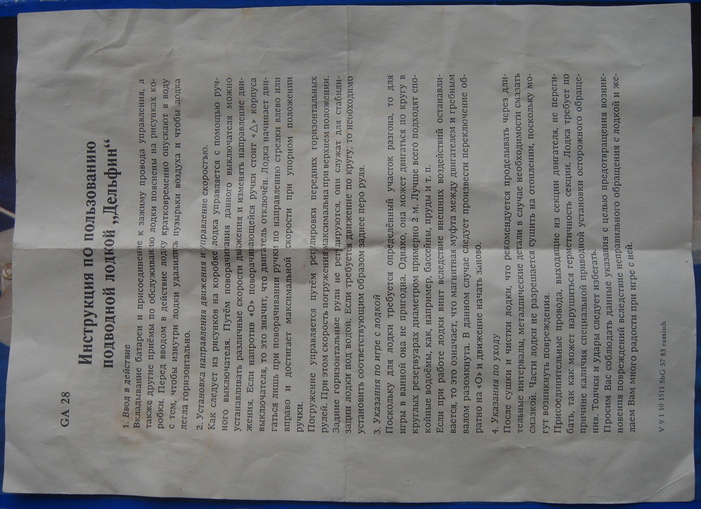 GA 28
Инструкция по пользованию
подводной лодкой „Дельфин“
1. Ввод в действие
Вкладывание батареи и присоединение к зажиму провода управления, а
также другие приёмы по обслуживанию лодки пояснены на рисунках ко-
робки. Перед вводом в действие лодку кратковременно опускают в воду
с тем, чтобы изнутри лодки удалились пузырьки воздуха и чтобы лодка
легла горизонтально.
2. Установка направления движения и управление скоростью.
Как следует из рисунков на коробке лодка управляется с помощью руч-
ного выключателя. Путём поворачивания данного выключателя можно
устанавливать различные скорости движения и изменять направление дви-
жения. Если напротив «О» поворачивающейся ручки стоит «△» корпуса
выключателя, то это значит, что двигатель отключён. Лодка начинает дви-
гаться лишь при поворачивании ручки по направлению стрелки влево или
вправо и достигает максимальной скорости при упорном положении
ручки.
Погружение управляется путём регулировки передних горизонтальных
рулей. При этом скорость погружения максимальна при верхнем положении.
Задние горизонтальные рули не регулируются, они служат для стабили-
зации лодки под водой. Если требуется движение по кругу, то необходимо
установить соответствующим образом заднее перо руля.
3. Указания по игре с лодкой
Поскольку для лодки требуется определённый участок разгона, то для
игры в ванной она не пригодна. Однако, она может двигаться по кругу в
круглых резервуарах диаметром примерно 2 м. Лучше всего подходят спо-
койные водоёмы, как, например, бассейны, пруды и т. п.
Если при работе лодки винт вследствие внешних воздействий останавли-
вается, то это означает, что магнитная муфта между двигателем и гребным
валом разомкнута. В данном случае следует произвести переключение об-
ратно на «О» и движение начать заново.
4. Указания по уходу
После сушки и чистки лодки, что рекомендуется проделывать через дли-
тельные интервалы, металлические детали в случае необходимости смазать
смазкой. Части лодки не разрешается сушить на отоплении, поскольку мо-
гут возникнуть повреждения.
Присоединительные провода, выходящие из секции двигателя, не переги-
бать, так как может нарушиться герметичность секции. Лодка требует по
причине наличия специальной приводной установки осторожного обраще-
ния. Толчки и удары следует избегать.
Просим Вас соблюдать данные указания с целью предотвращения возник-
новения повреждений вследствие неправильного обращения с лодкой и же-
лаем Вам много радости при игре с ней.
V 9 1 10 1511